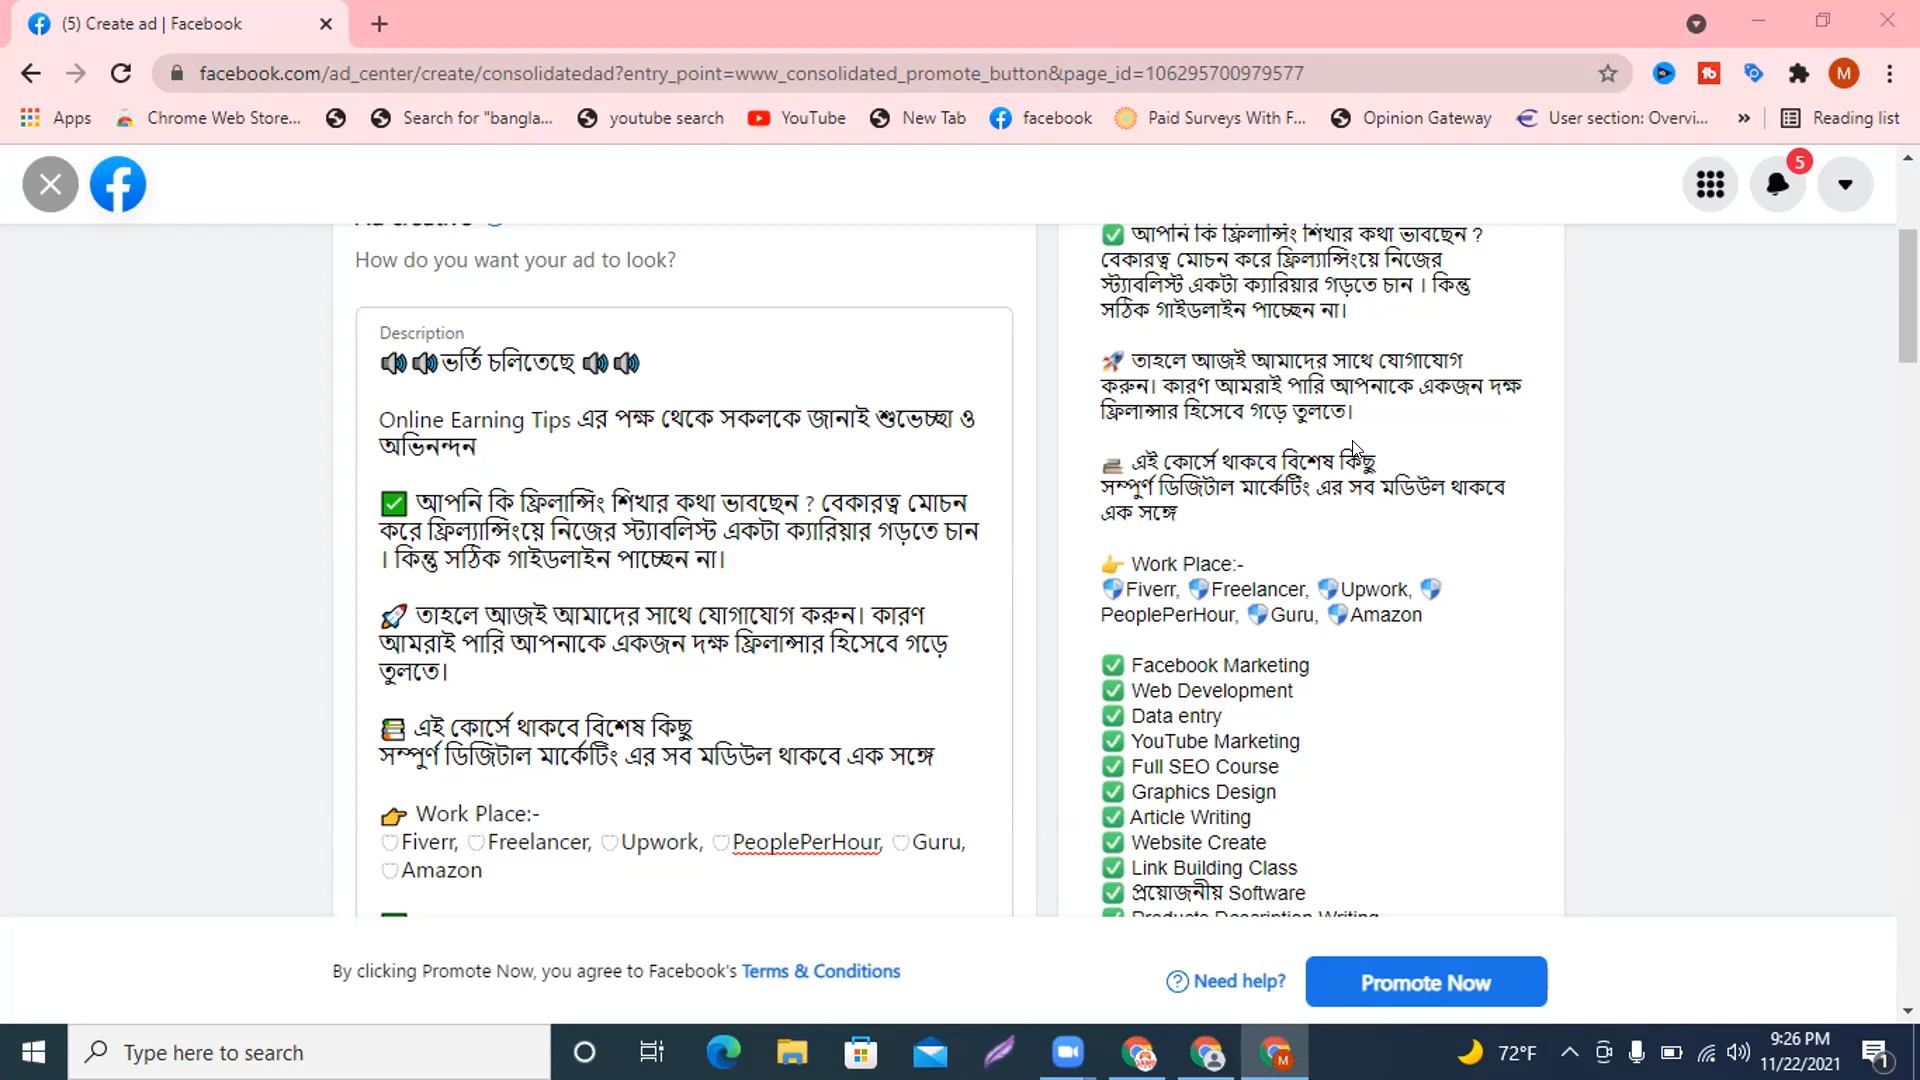 (5) Create ad | Facebook
facebook.com/ad_center/create/consolidatedad?entry_point=www_consolidated_promote_button&page_id=106295700979577
M
Apps Chrome Web Store... Search for "bangla... youtube search YouTube New Tab facebook Paid Surveys With F... Opinion Gateway User section: Overvi... » Reading list
5
How do you want your ad to look?
Description
🔊🔊ভর্তি চলিতেছে 🔊🔊
Online Earning Tips এর পক্ষ থেকে সকলকে জানাই শুভেচ্ছা ও
অভিনন্দন
✅ আপনি কি ফ্রিলান্সিং শিখার কথা ভাবছেন ? বেকারত্ব মোচন
করে ফ্রিল্যান্সিংয়ে নিজের স্ট্যাবলিস্ট একটা ক্যারিয়ার গড়তে চান
। কিন্তু সঠিক গাইডলাইন পাচ্ছেন না।
🚀 তাহলে আজই আমাদের সাথে যোগাযোগ করুন। কারণ
আমরাই পারি আপনাকে একজন দক্ষ ফ্রিলান্সার হিসেবে গড়ে
তুলতে।
📚 এই কোর্সে থাকবে বিশেষ কিছু
সম্পুর্ণ ডিজিটাল মার্কেটিং এর সব মডিউল থাকবে এক সঙ্গে
👉 Work Place:-
🛡Fiverr, 🛡Freelancer, 🛡Upwork, 🛡PeoplePerHour, 🛡Guru,
🛡Amazon
✅ আপনি কি ফ্রিলান্সিং শিখার কথা ভাবছেন ?
বেকারত্ব মোচন করে ফ্রিল্যান্সিংয়ে নিজের
স্ট্যাবলিস্ট একটা ক্যারিয়ার গড়তে চান । কিন্তু
সঠিক গাইডলাইন পাচ্ছেন না।
🚀 তাহলে আজই আমাদের সাথে যোগাযোগ
করুন। কারণ আমরাই পারি আপনাকে একজন দক্ষ
ফ্রিলান্সার হিসেবে গড়ে তুলতে।
📚 এই কোর্সে থাকবে বিশেষ কিছু
সম্পুর্ণ ডিজিটাল মার্কেটিং এর সব মডিউল থাকবে
এক সঙ্গে
👉 Work Place:-
🛡Fiverr, 🛡Freelancer, 🛡Upwork, 🛡
PeoplePerHour, 🛡Guru, 🛡Amazon
✅ Facebook Marketing
✅ Web Development
✅ Data entry
✅ YouTube Marketing
✅ Full SEO Course
✅ Graphics Design
✅ Article Writing
✅ Website Create
✅ Link Building Class
✅ প্রয়োজনীয় Software
By clicking Promote Now, you agree to Facebook's Terms & Conditions
Need help?
Promote Now
Type here to search
72°F
9:26 PM
11/22/2021
1